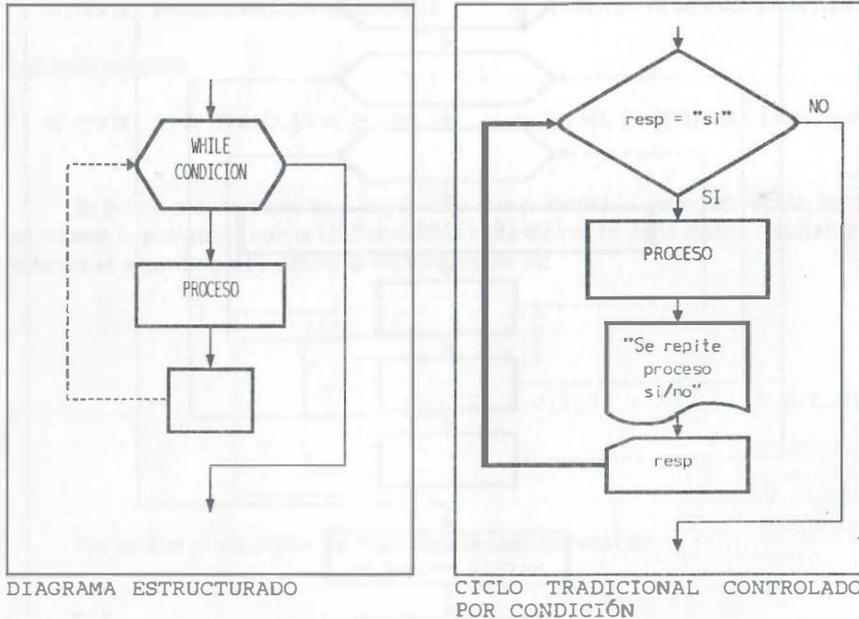 WHILE
CONDICION
PROCESO
DIAGRAMA ESTRUCTURADO
resp = "si"
NO
SI
PROCESO
"Se repite
proceso
si/no"
resp
CICLO TRADICIONAL CONTROLADO
POR CONDICIÓN